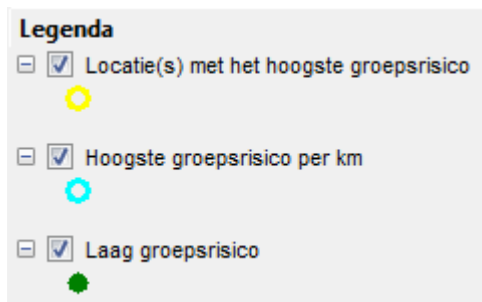 Legenda
Locatie(s) met het hoogste groepsrisico
Hoogste groepsrisico per km
Laag groepsrisico